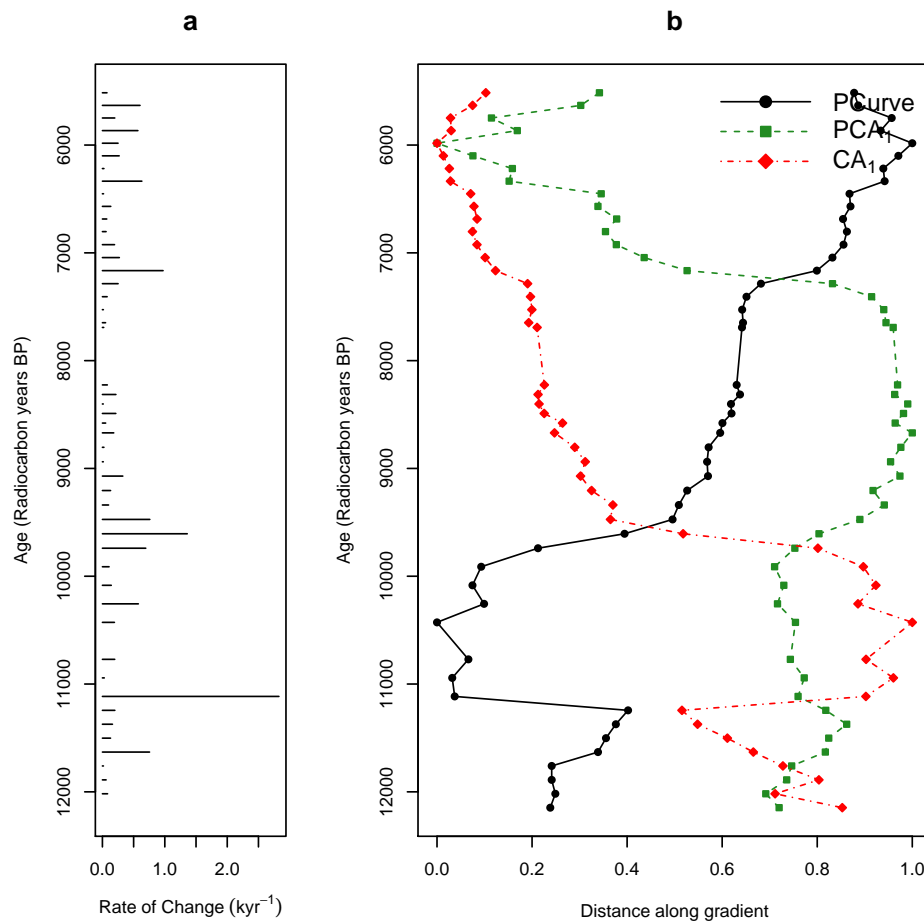 a
Age (Radiocarbon years BP)
6000
7000
8000
9000
10000
11000
12000
0.0
1.0
2.0
Rate of Change (kyr⁻¹)
b
Age (Radiocarbon years BP)
6000
7000
8000
9000
10000
11000
12000
PCurve
PCA₁
CA₁
0.0
0.2
0.4
0.6
0.8
1.0
Distance along gradient